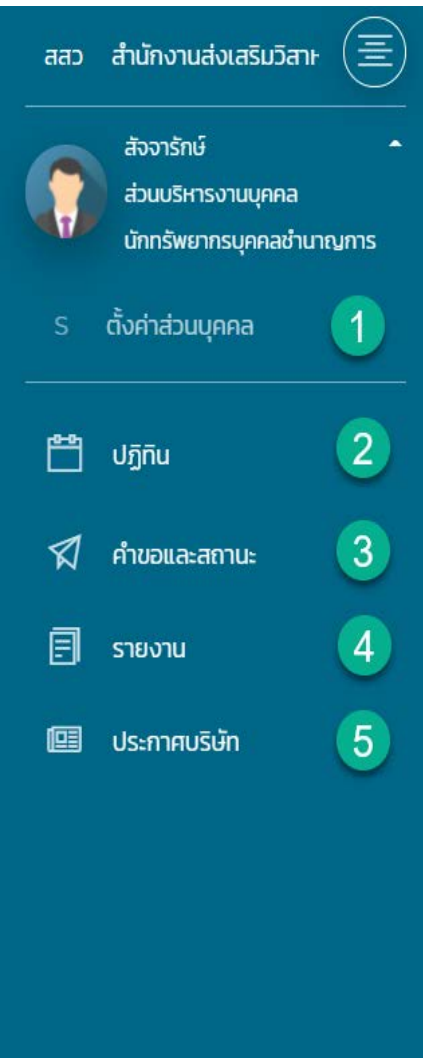 สสว สำนักงานส่งเสริมวิสาห
สัจจารักษ์
ส่วนบริหารงานบุคคล
นักทรัพยากรบุคคลชำนาญการ
S ตั้งค่าส่วนบุคคล 1
ปฏิทิน 2
คำขอและสถานะ 3
รายงาน 4
ประกาศบริษัท 5